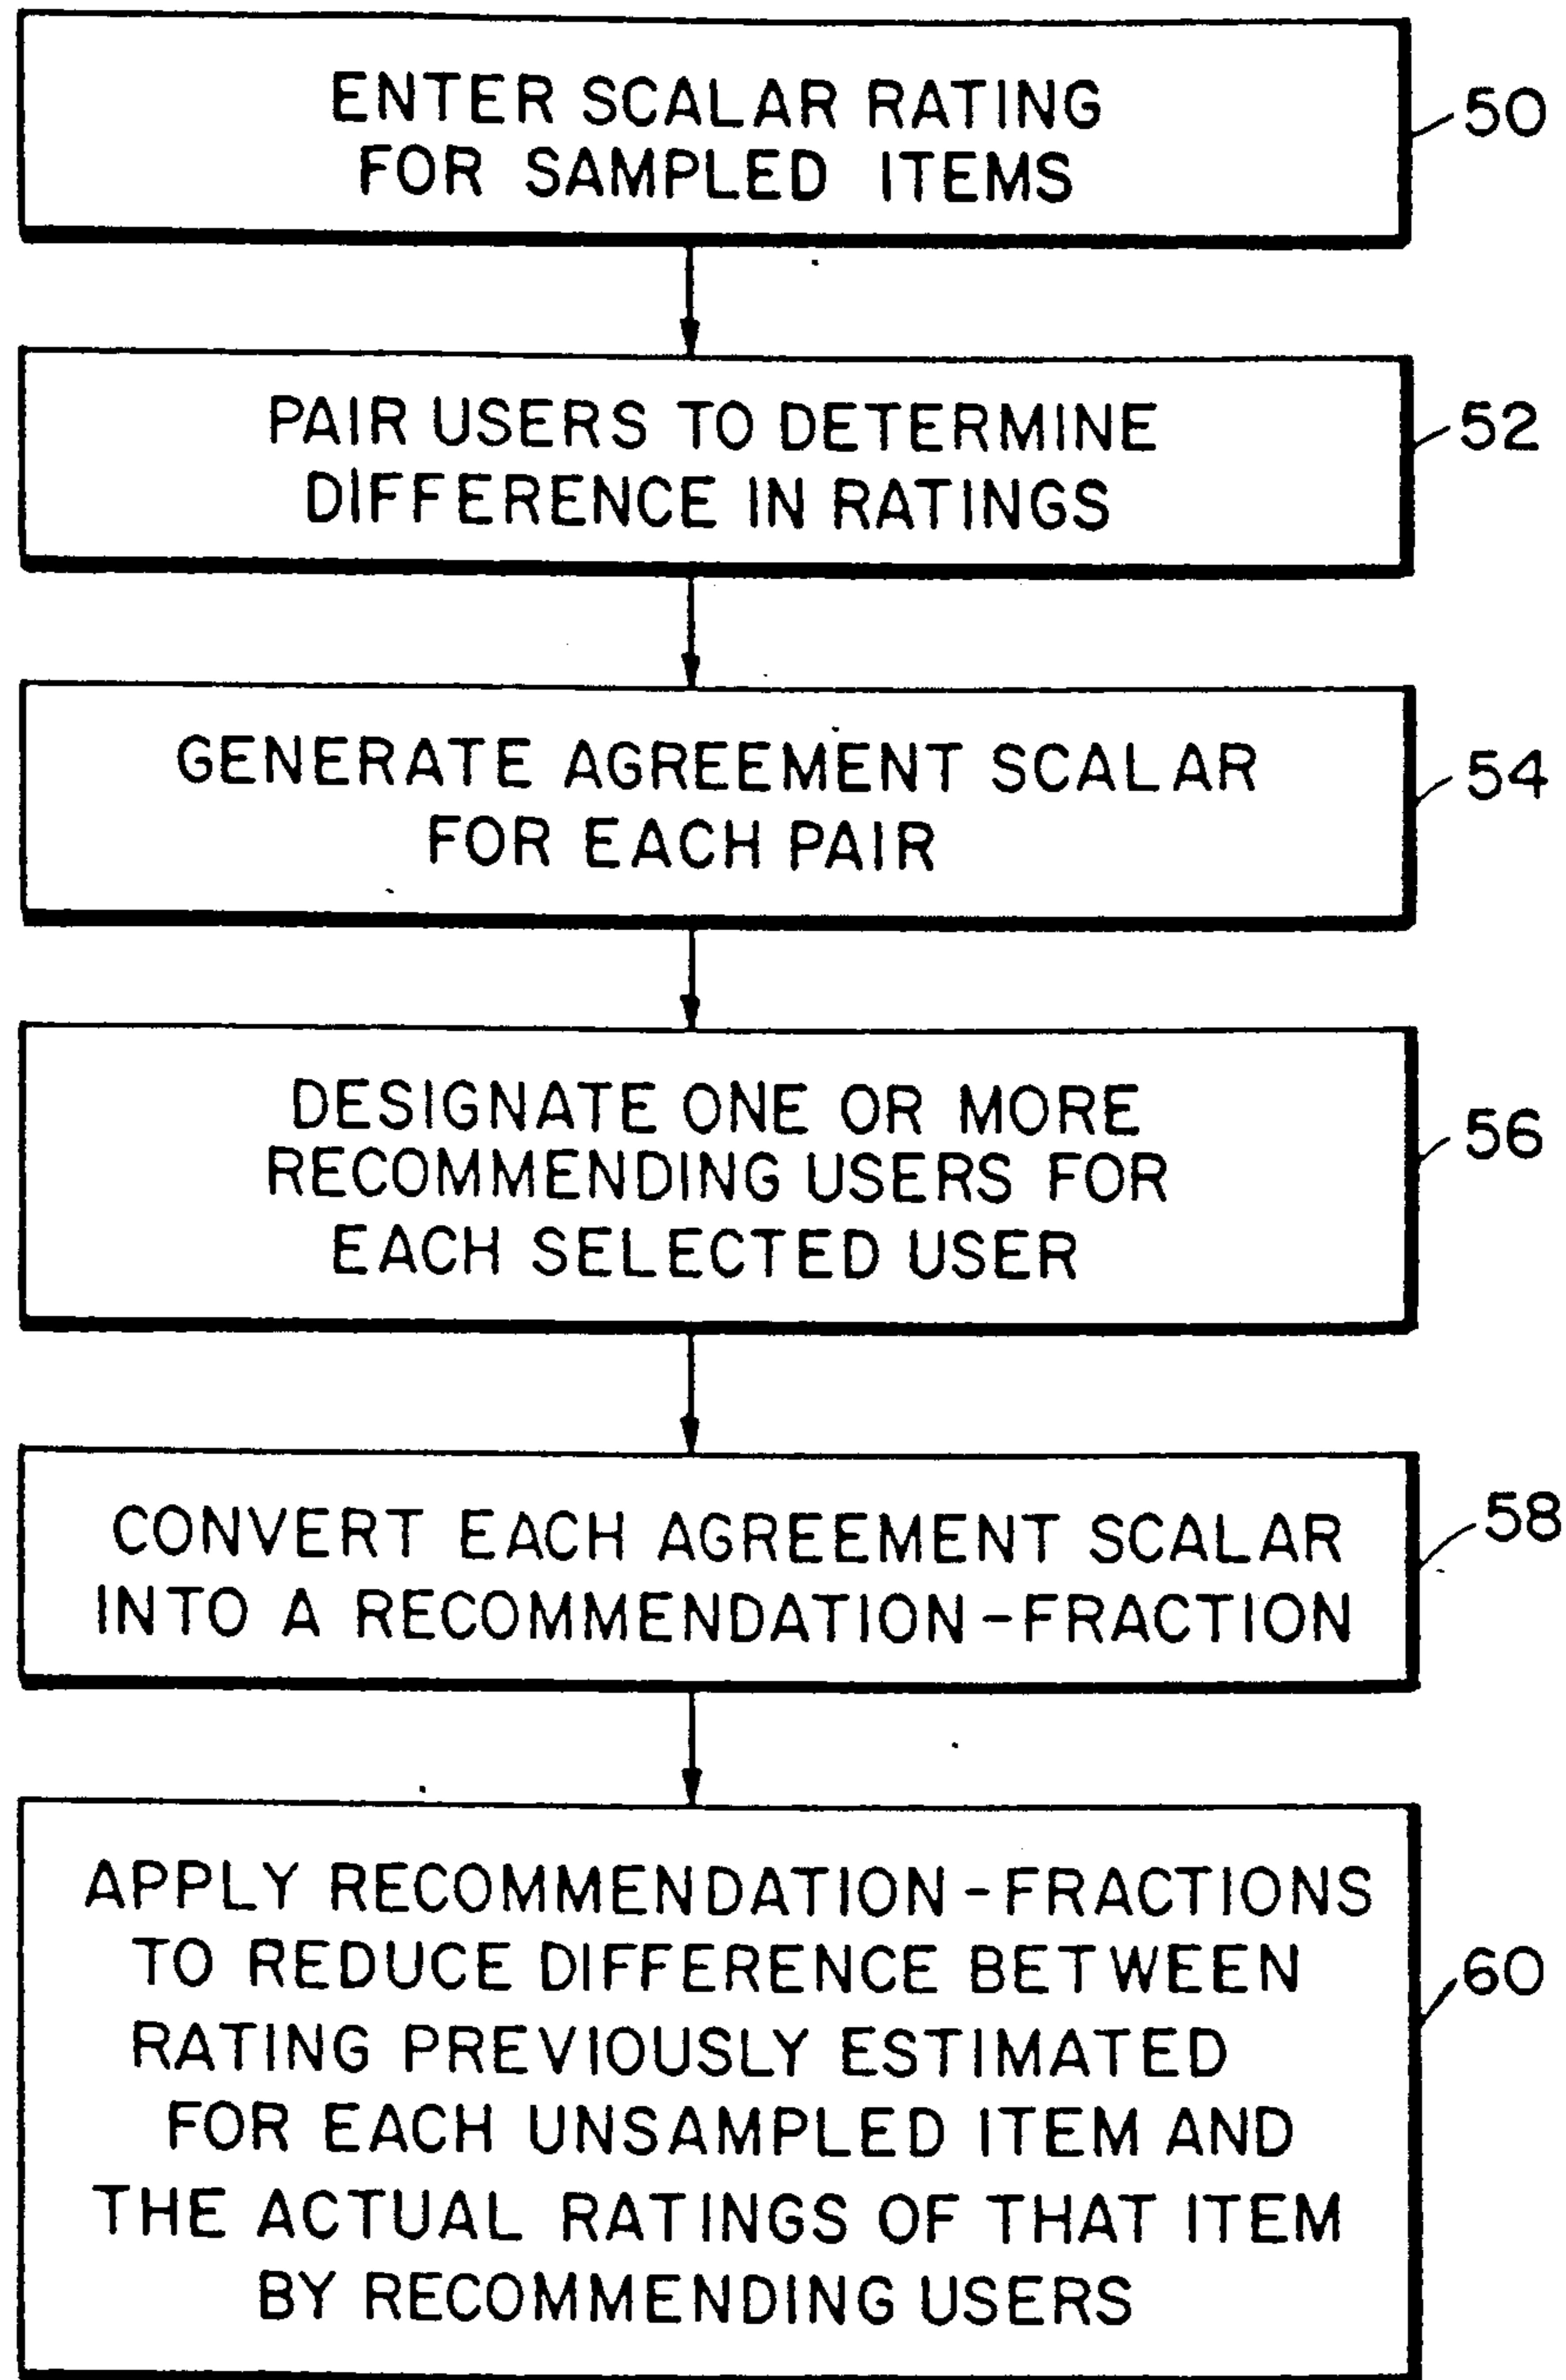 ENTER SCALAR RATING
FOR SAMPLED ITEMS
50
PAIR USERS TO DETERMINE
DIFFERENCE IN RATINGS
52
GENERATE AGREEMENT SCALAR
FOR EACH PAIR
54
DESIGNATE ONE OR MORE
RECOMMENDING USERS FOR
EACH SELECTED USER
56
CONVERT EACH AGREEMENT SCALAR
INTO A RECOMMENDATION-FRACTION
58
APPLY RECOMMENDATION-FRACTIONS
TO REDUCE DIFFERENCE BETWEEN
RATING PREVIOUSLY ESTIMATED
FOR EACH UNSAMPLED ITEM AND
THE ACTUAL RATINGS OF THAT ITEM
BY RECOMMENDING USERS
60